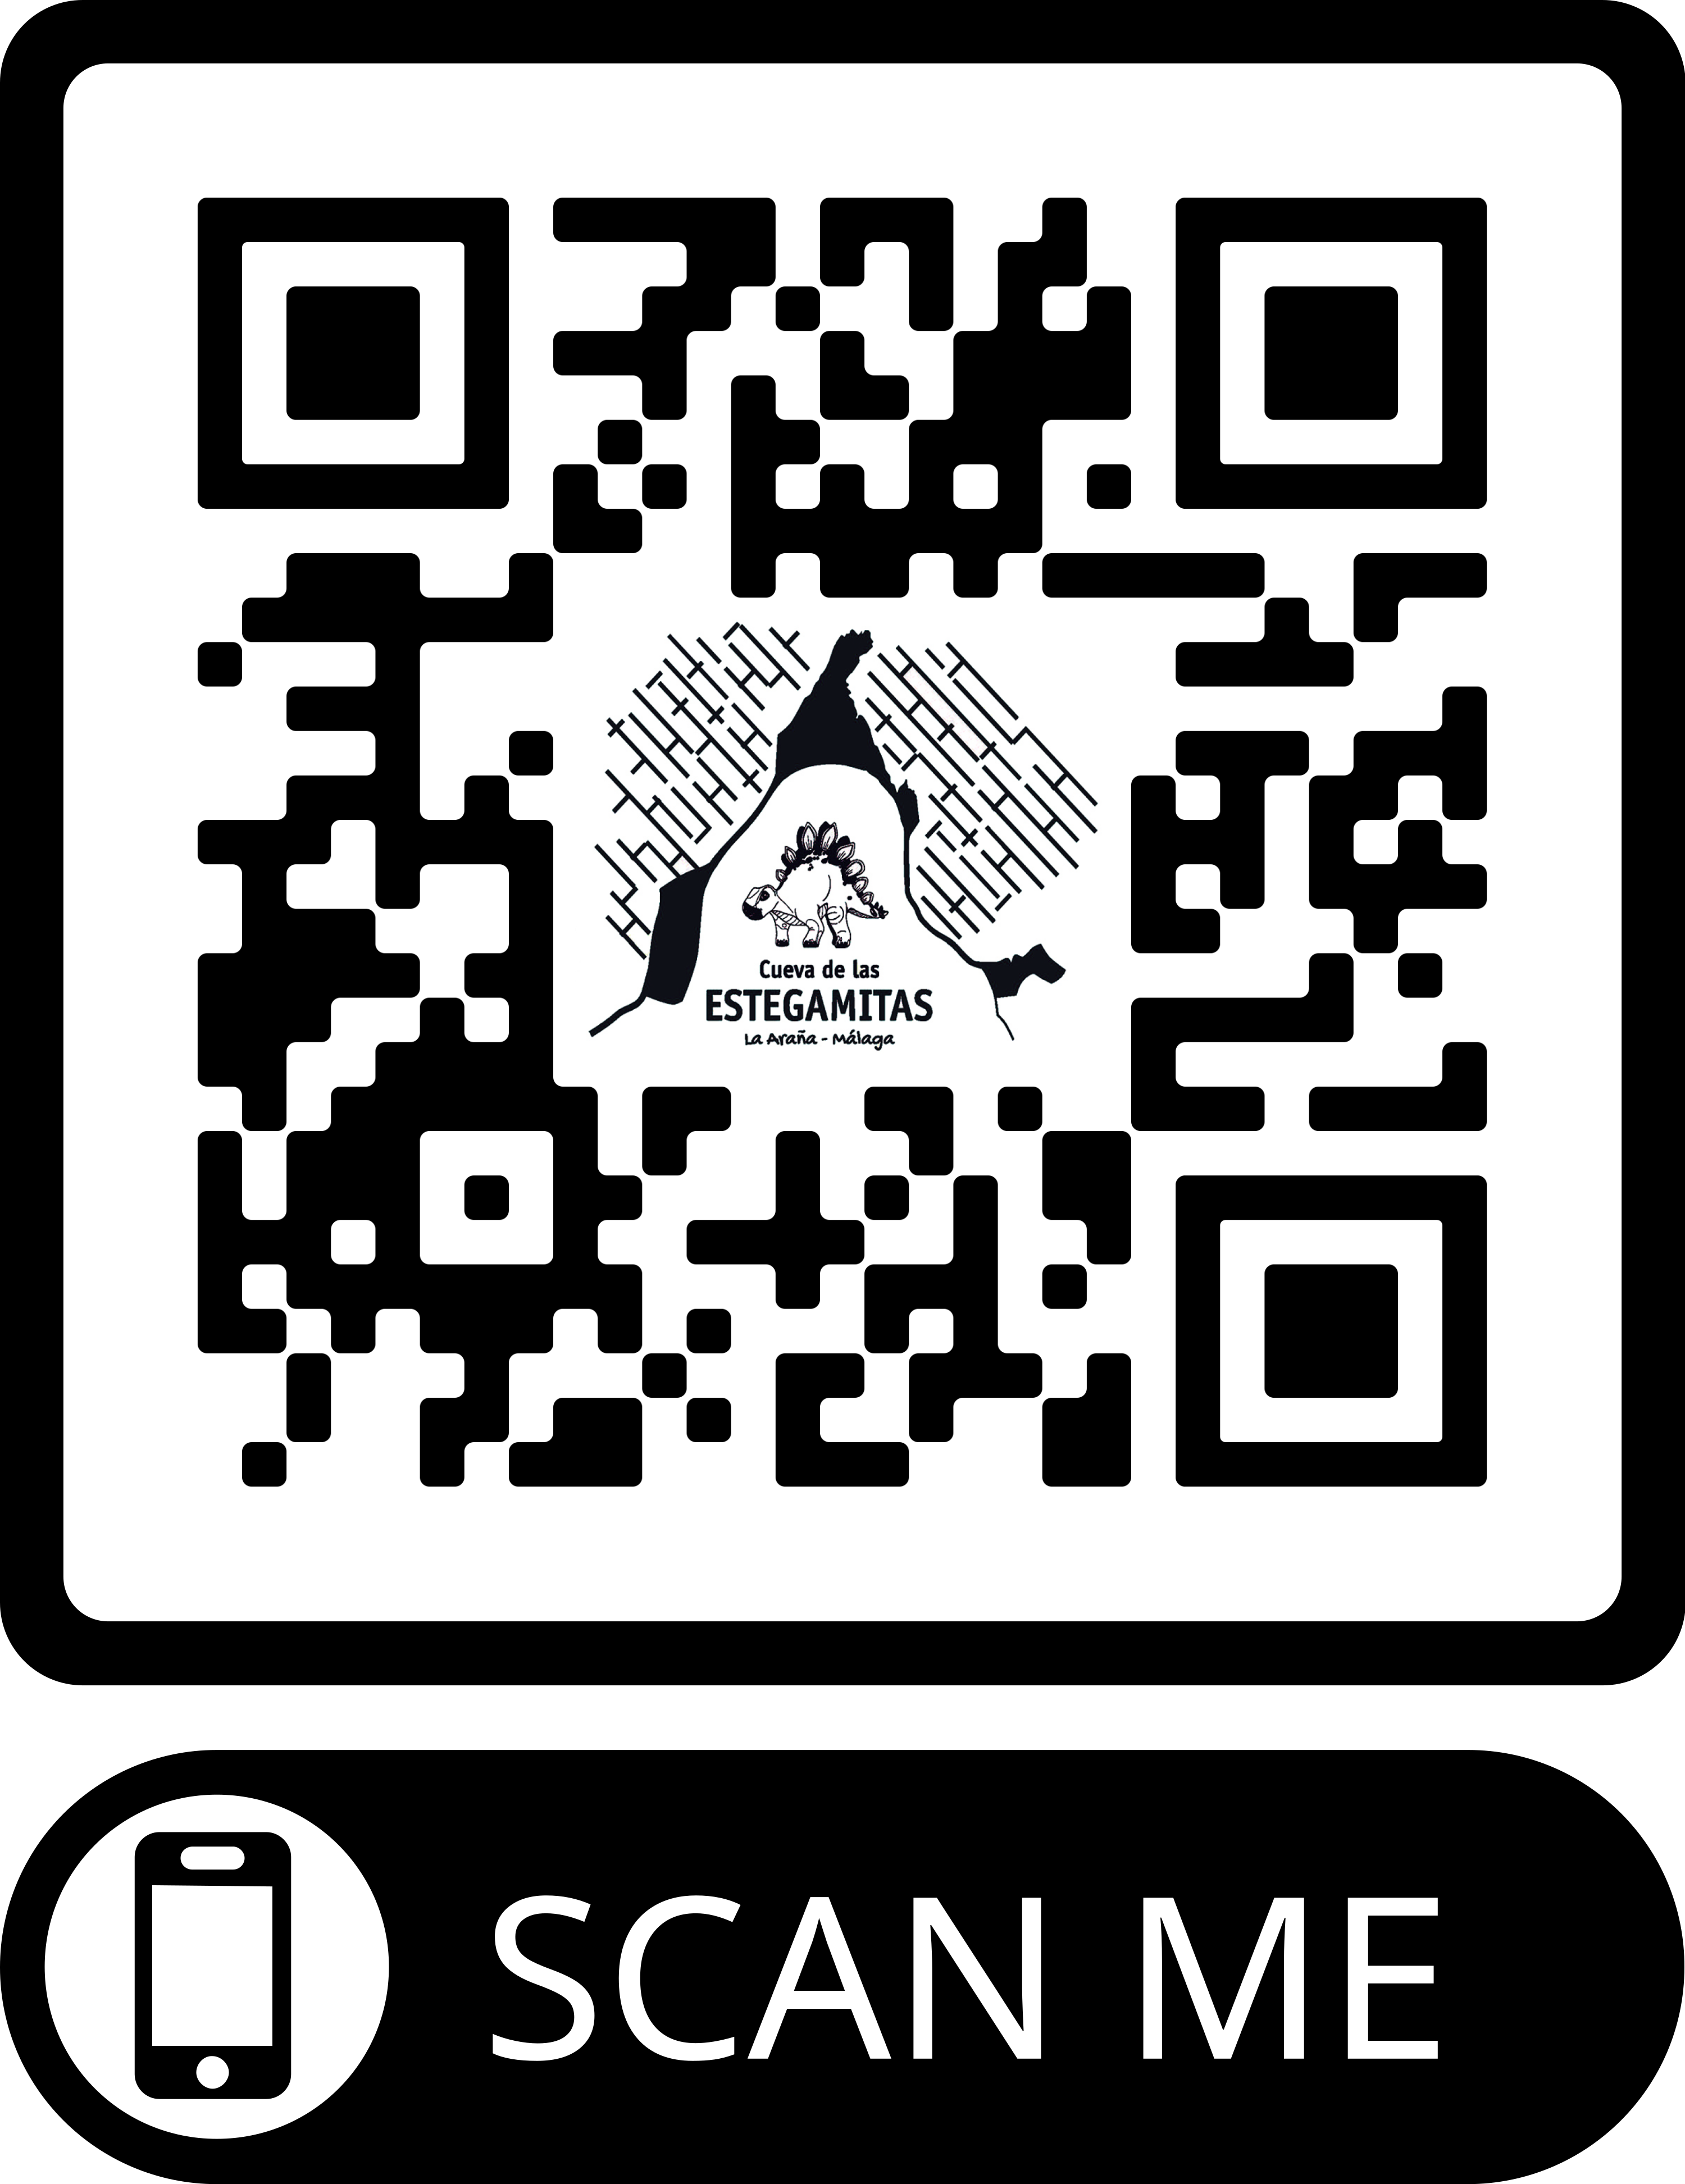 Cueva de las
ESTEGAMITAS
La Araña - Málaga
SCAN ME